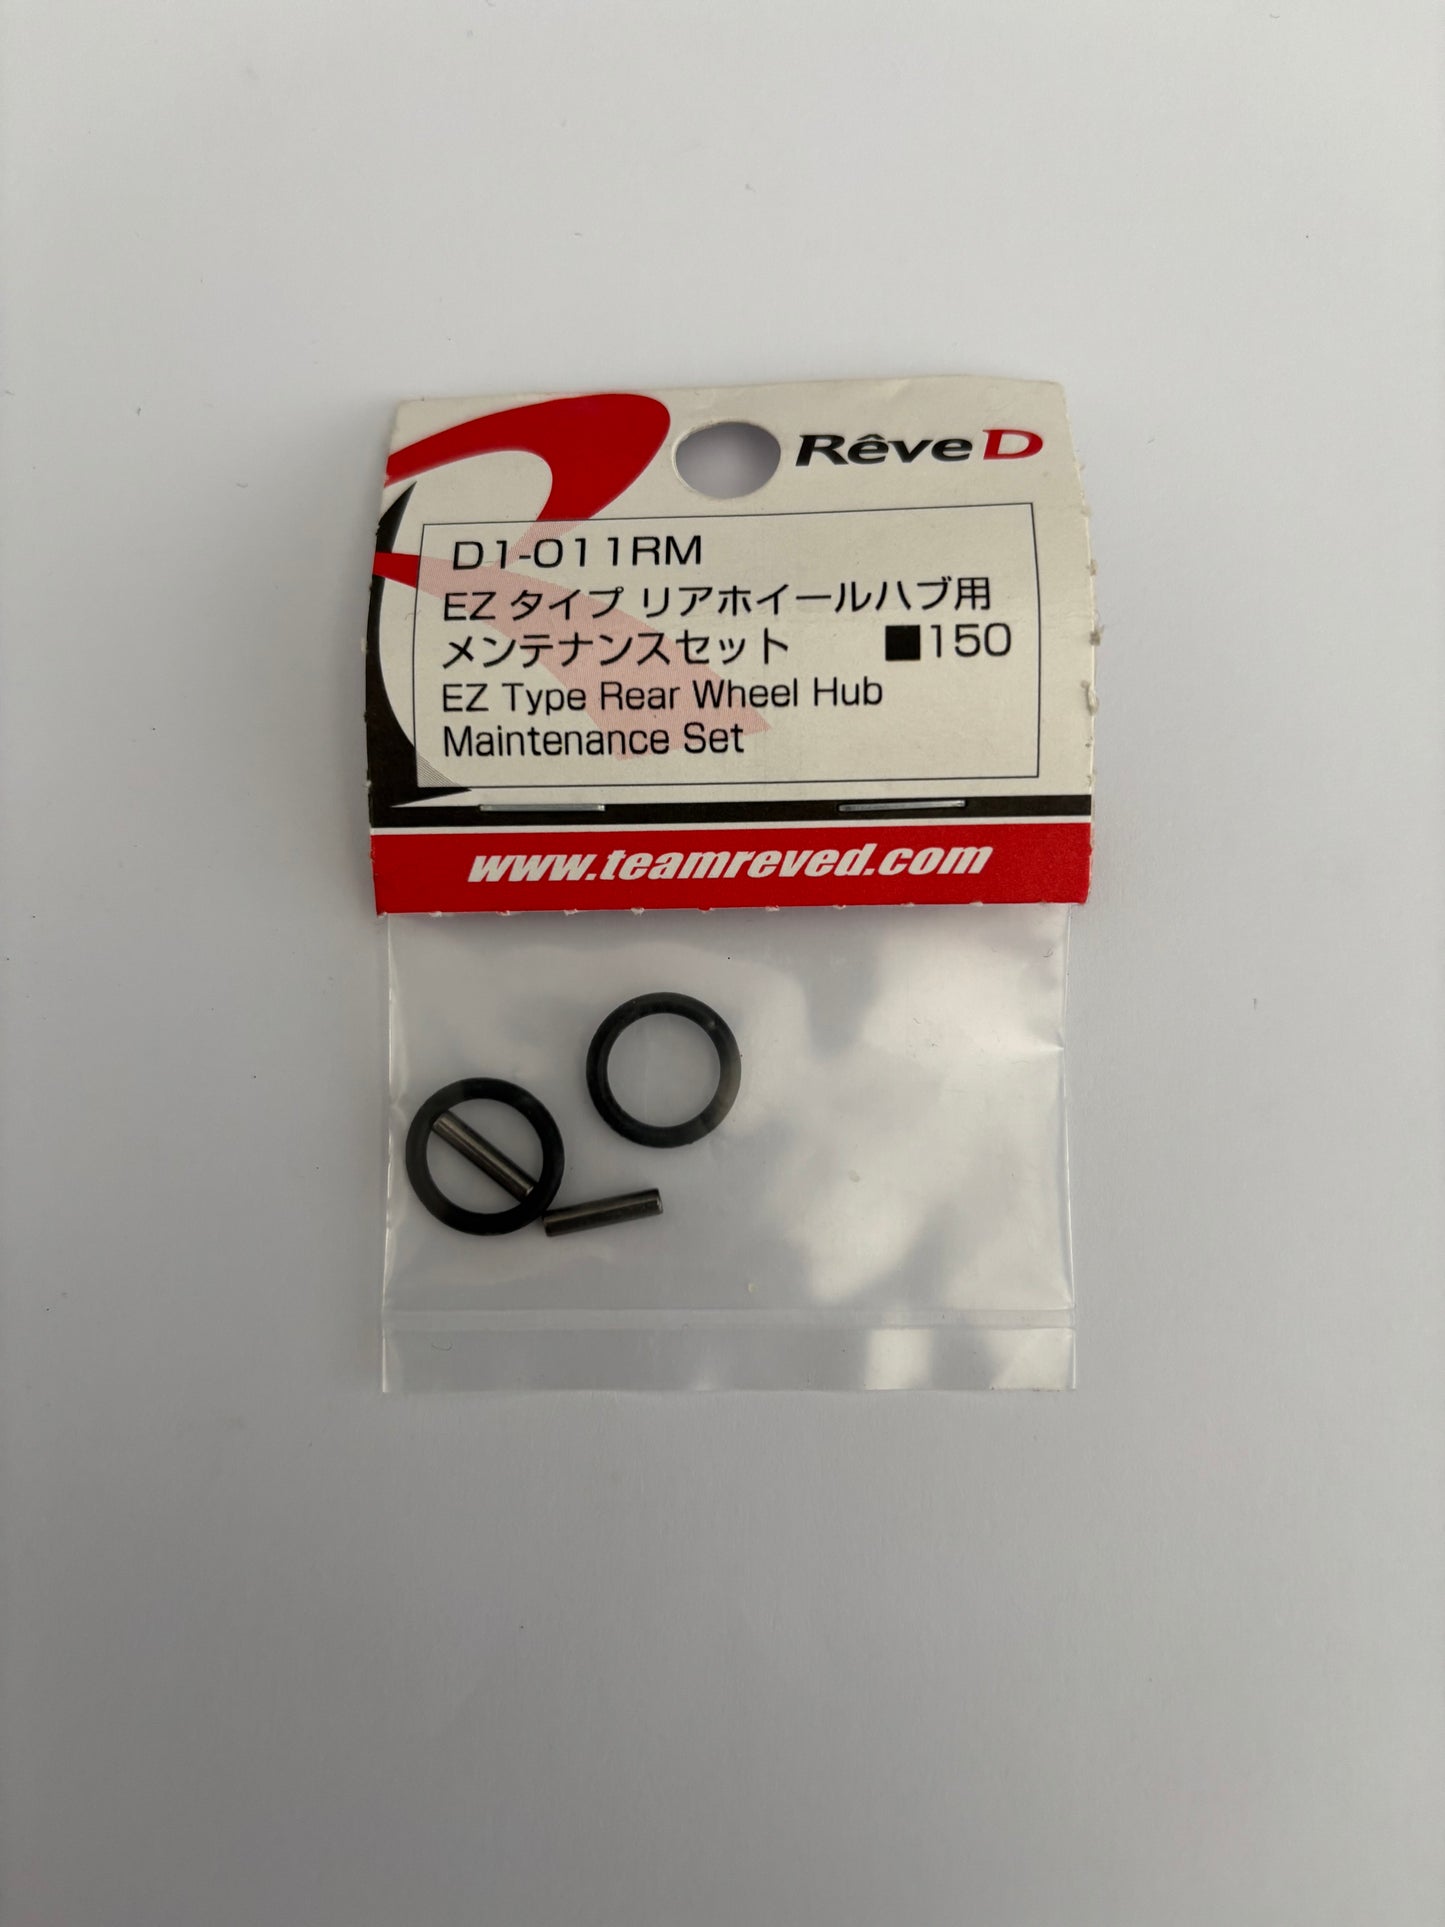 Rêve D
D1-011RM
EZ タイプ リアホイールハブ用
メンテナンスセット ■150
EZ Type Rear Wheel Hub
Maintenance Set
www.teamreved.com